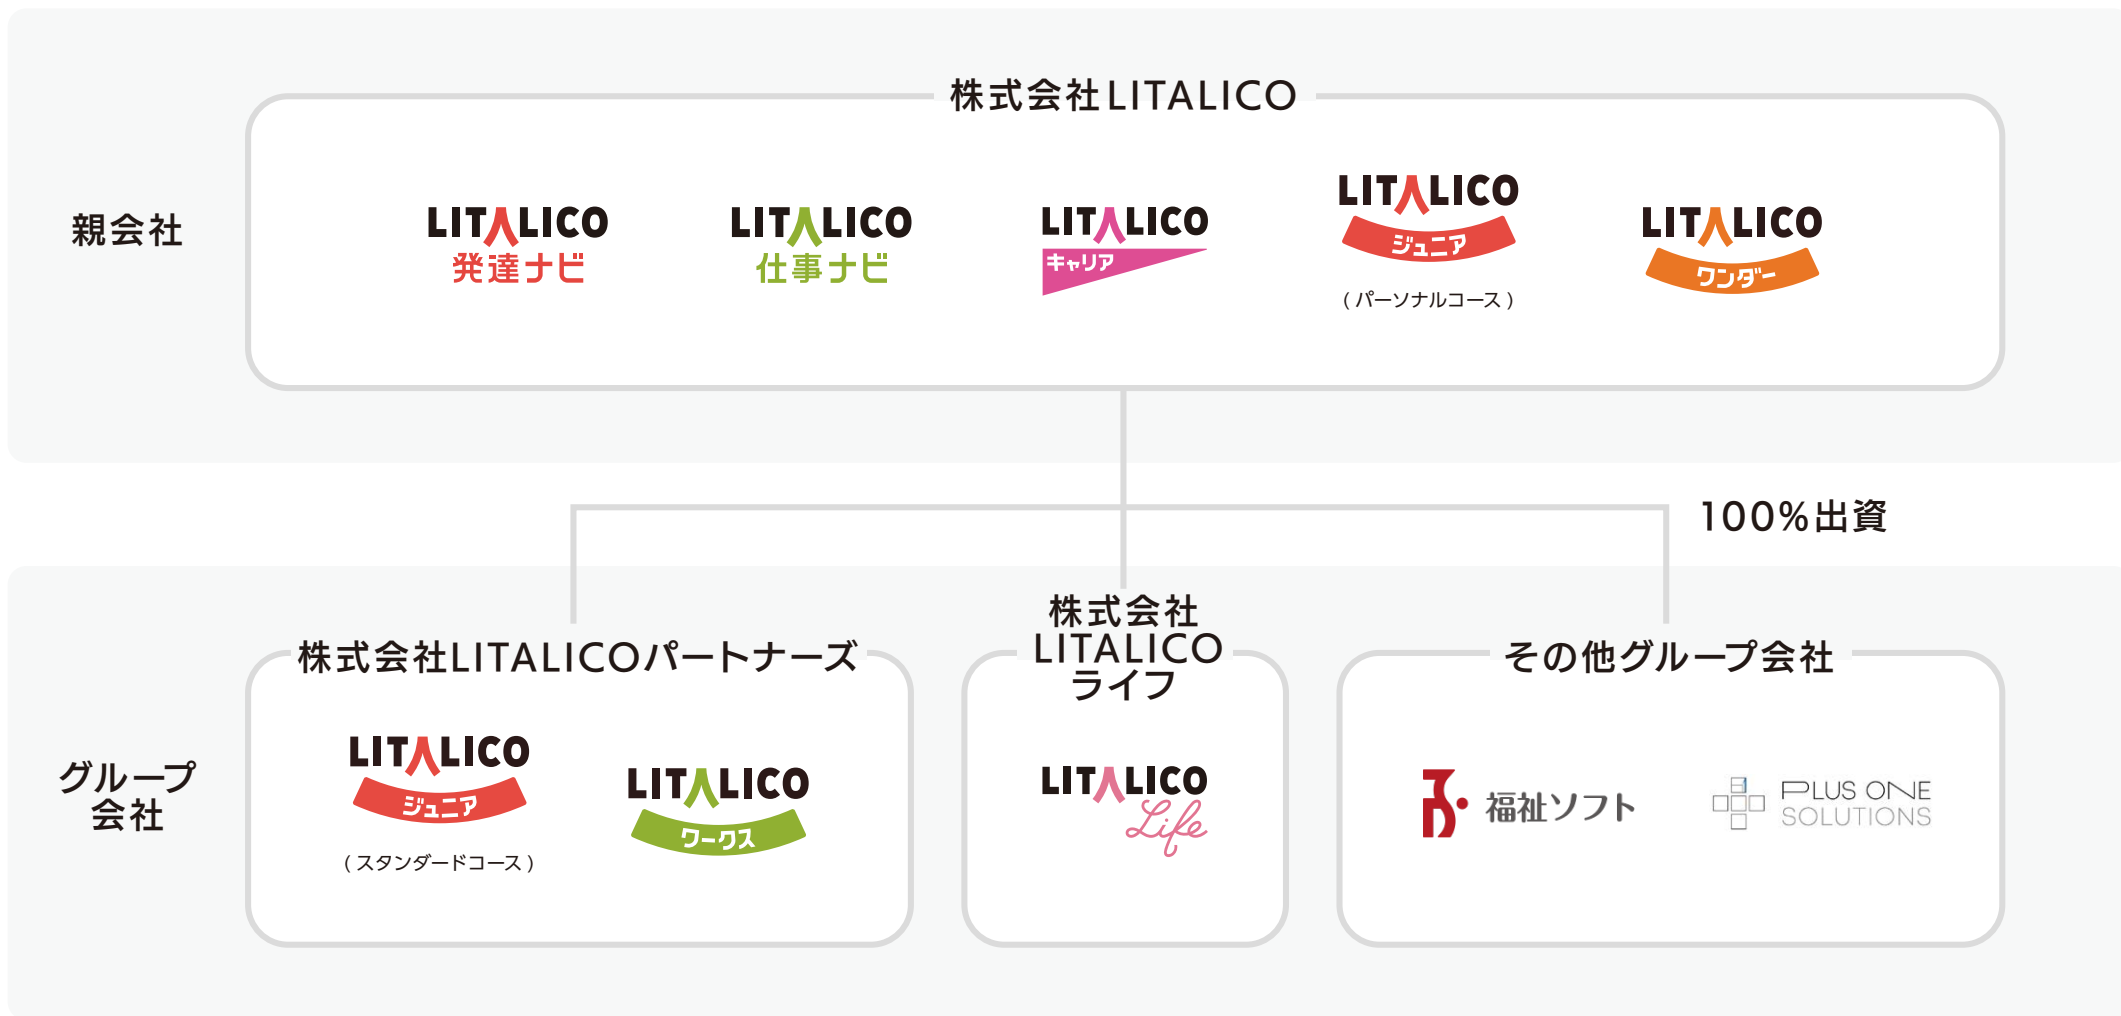 株式会社LITALICO
親会社
LITALICO
発達ナビ
LITALICO
仕事ナビ
LITALICO
キャリア
LITALICO
ジュニア
( パーソナルコース )
LITALICO
ワンダー
100%出資
グループ
会社
株式会社LITALICOパートナーズ
LITALICO
ジュニア
( スタンダードコース )
LITALICO
ワークス
株式会社
LITALICO
ライフ
LITALICO
Life
その他グループ会社
福祉ソフト
PLUS ONE
SOLUTIONS